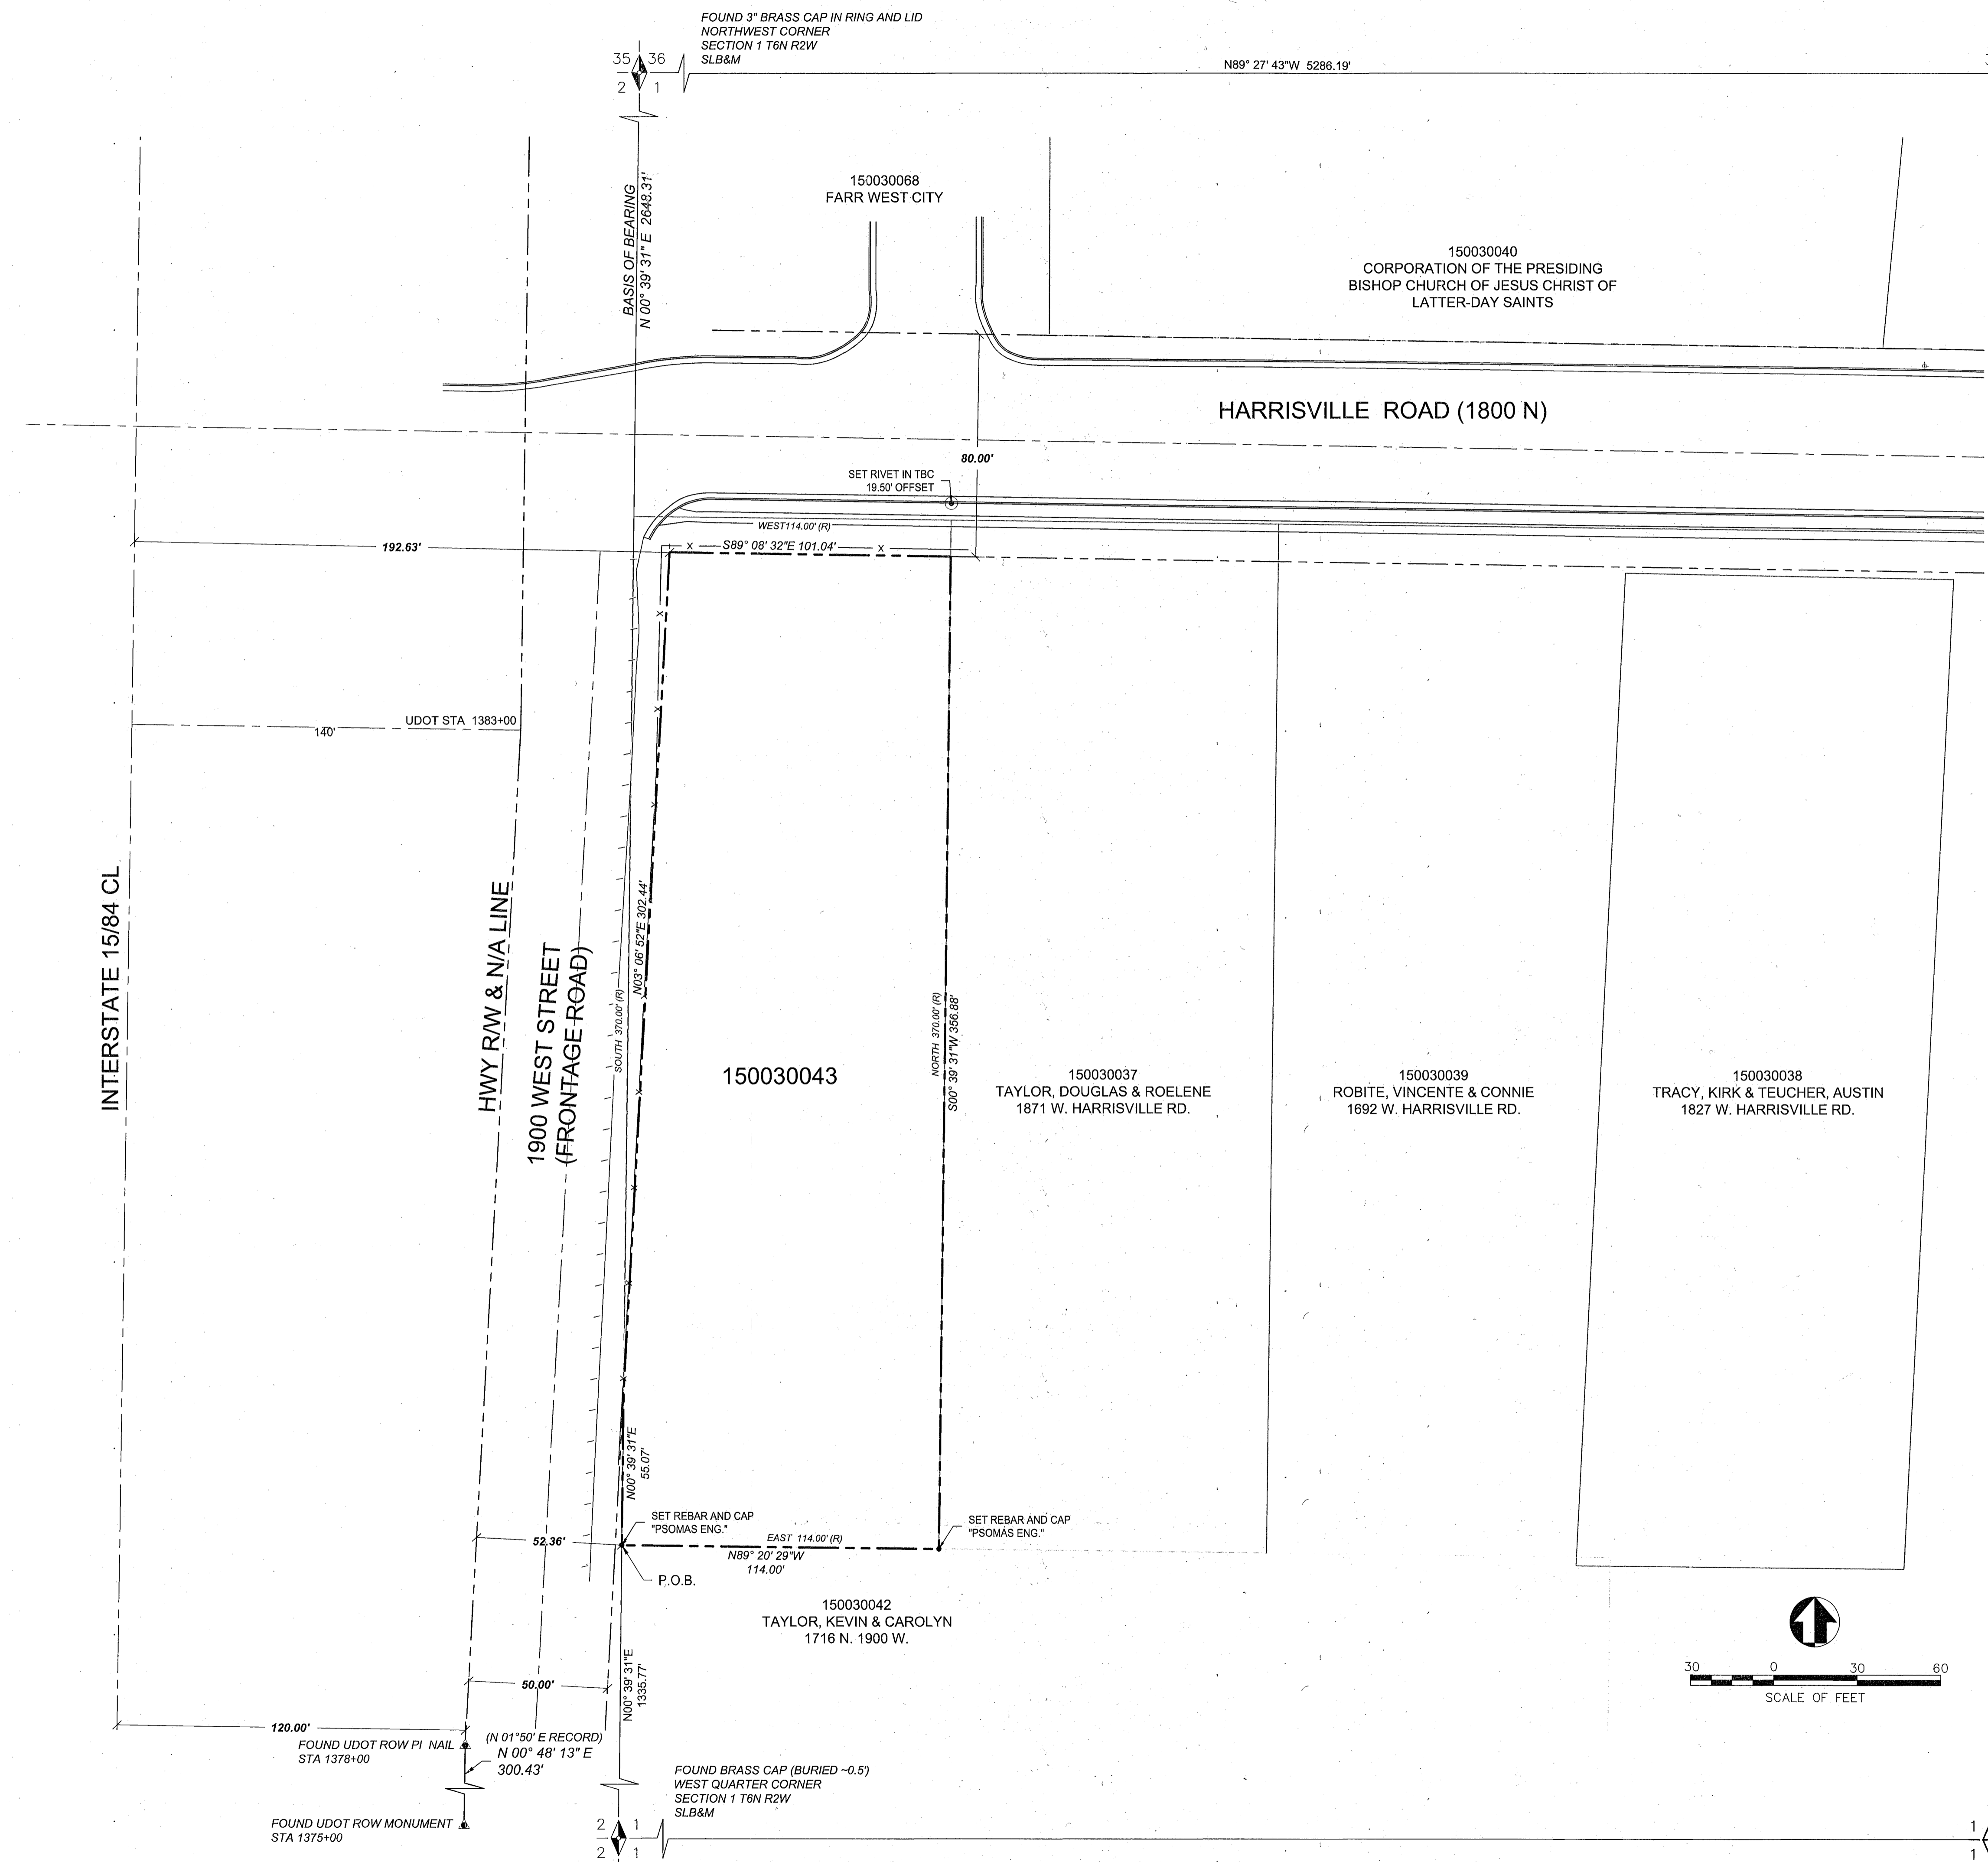 FOUND 3" BRASS CAP IN RING AND LID
NORTHWEST CORNER
SECTION 1 T6N R2W
SLB&M
35 36
2 1
N89° 27' 43"W 5286.19'
BASIS OF BEARING
N 00° 39' 31" E 2648.31'
150030068
FARR WEST CITY
150030040
CORPORATION OF THE PRESIDING
BISHOP CHURCH OF JESUS CHRIST OF
LATTER-DAY SAINTS
HARRISVILLE ROAD (1800 N)
80.00'
SET RIVET IN TBC
19.50' OFFSET
WEST114.00' (R)
S89° 08' 32"E 101.04'
X
X
192.63'
UDOT STA 1383+00
140'
INTERSTATE 15/84 CL
HWY R/W & N/A LINE
1900 WEST STREET
(FRONTAGE ROAD)
SOUTH 370.00' (R)
N03° 06' 52"E 302.44'
150030043
NORTH 370.00' (R)
S00° 39' 31"W 356.88'
150030037
TAYLOR, DOUGLAS & ROELENE
1871 W. HARRISVILLE RD.
150030039
ROBITE, VINCENTE & CONNIE
1692 W. HARRISVILLE RD.
150030038
TRACY, KIRK & TEUCHER, AUSTIN
1827 W. HARRISVILLE RD.
N00° 39' 31"E
55.07'
SET REBAR AND CAP
"PSOMAS ENG."
EAST 114.00' (R)
N89° 20' 29"W
114.00'
SET REBAR AND CAP
"PSOMAS ENG."
52.36'
P.O.B.
150030042
TAYLOR, KEVIN & CAROLYN
1716 N. 1900 W.
N00° 39' 31"E
1335.77'
50.00'
120.00'
30 0 30 60
SCALE OF FEET
FOUND UDOT ROW PI NAIL
STA 1378+00
(N 01°50' E RECORD)
N 00° 48' 13" E
300.43'
FOUND BRASS CAP (BURIED ~0.5')
WEST QUARTER CORNER
SECTION 1 T6N R2W
SLB&M
FOUND UDOT ROW MONUMENT
STA 1375+00
2 1
2 1
1
1